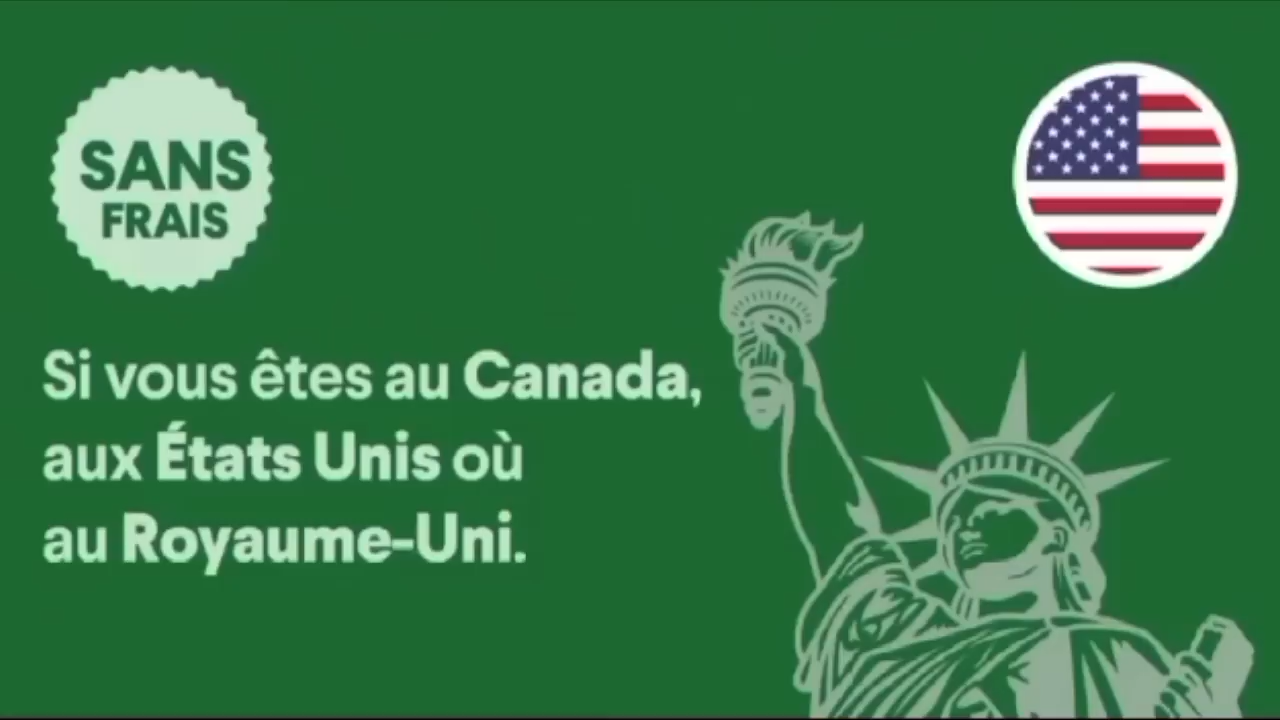 SANS
FRAIS
Si vous êtes au Canada,
aux États Unis où
au Royaume-Uni.